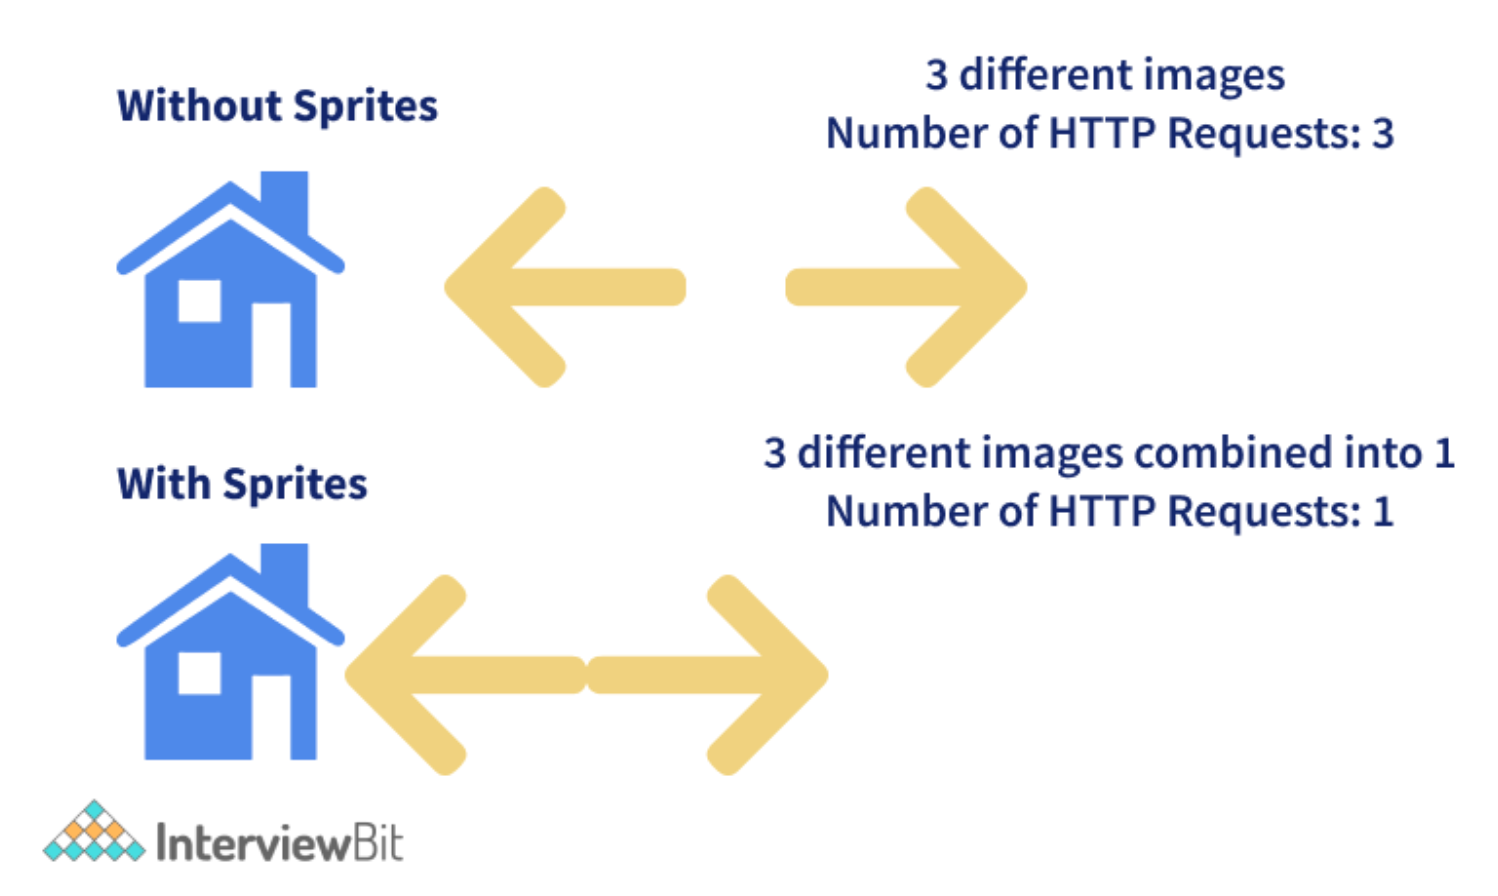 Without Sprites
3 different images
Number of HTTP Requests: 3
With Sprites
3 different images combined into 1
Number of HTTP Requests: 1
InterviewBit